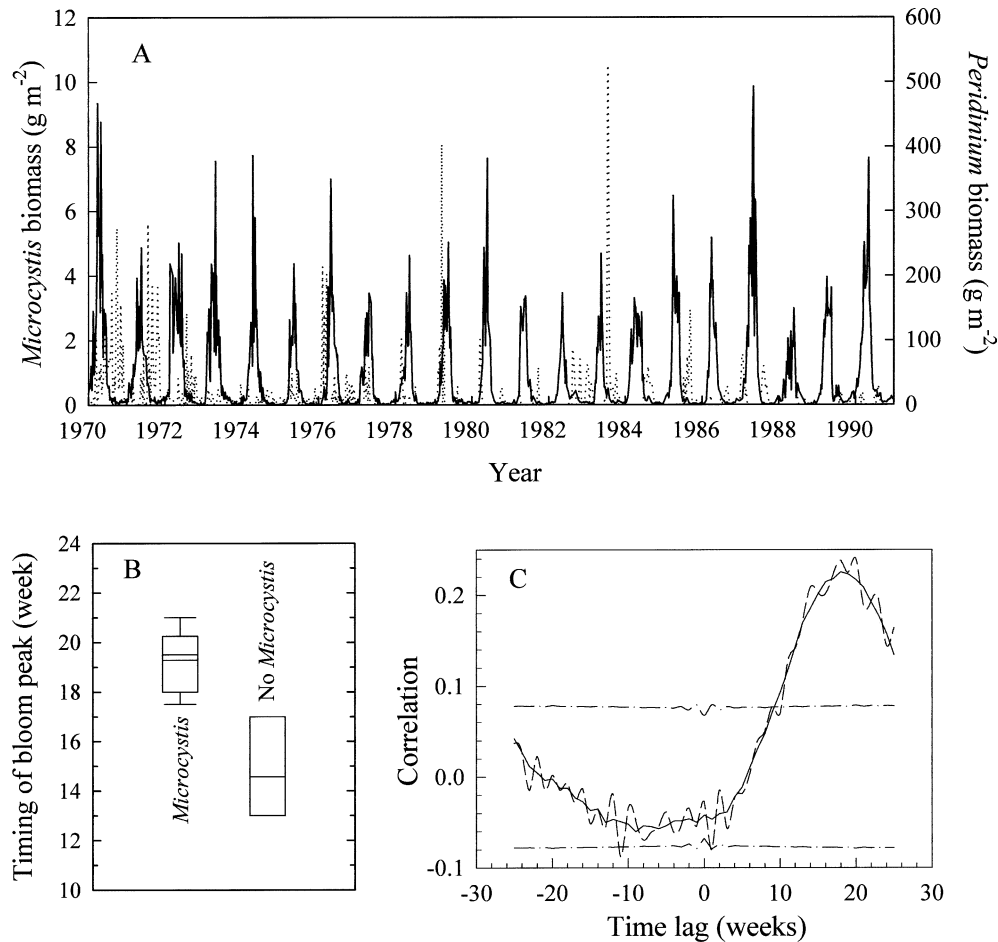 A
Microcystis biomass (g m-2)
12
10
8
6
4
2
0
Peridinium biomass (g m-2)
600
500
400
300
200
100
0
1970 1972 1974 1976 1978 1980 1982 1984 1986 1988 1990
Year
B
Timing of bloom peak (week)
24
22
20
18
16
14
12
10
Microcystis
No Microcystis
C
Correlation
0.2
0.1
0.0
-0.1
-30 -20 -10 0 10 20 30
Time lag (weeks)